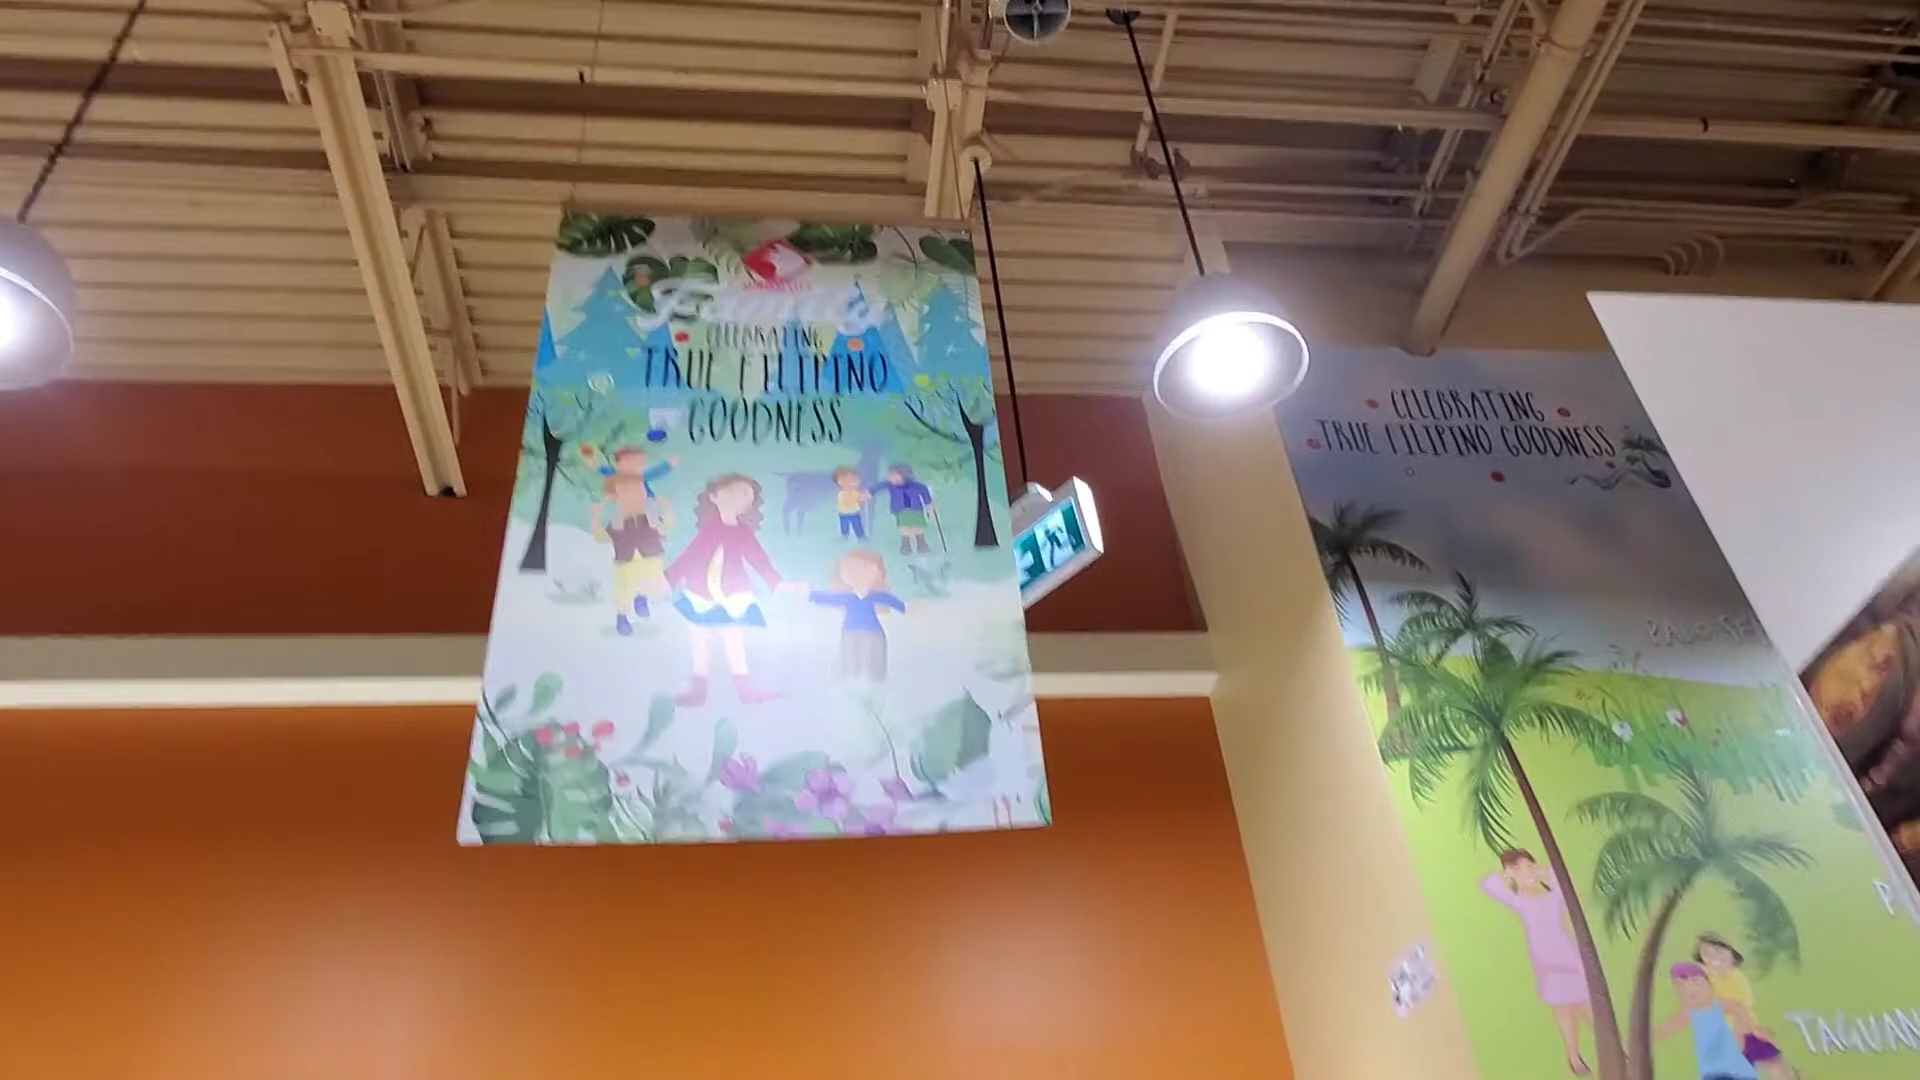 Family
CELEBRATING
TRUE FILIPINO
GOODNESS
CELEBRATING
TRUE FILIPINO GOODNESS